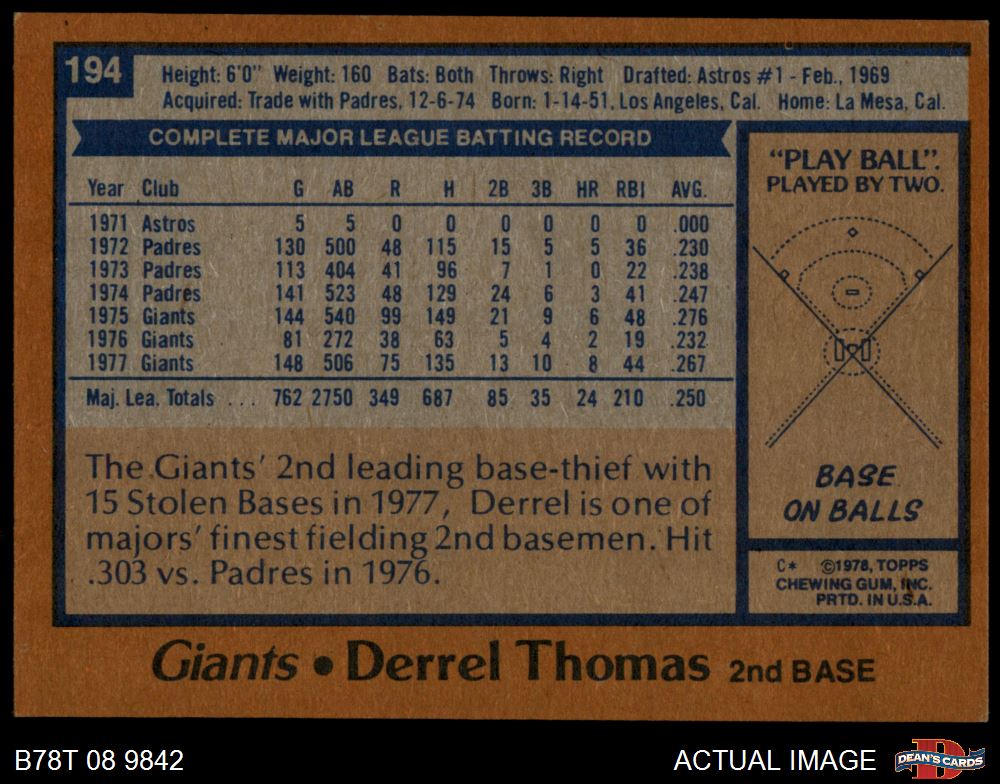 194
Height: 6'0" Weight: 160 Bats: Both Throws: Right Drafted: Astros #1 - Feb., 1969
Acquired: Trade with Padres, 12-6-74 Born: 1-14-51, Los Angeles, Cal. Home: La Mesa, Cal.
COMPLETE MAJOR LEAGUE BATTING RECORD
Year Club G AB R H 2B 3B HR RBI AVG.
1971 Astros 5 5 0 0 0 0 0 0 .000
1972 Padres 130 500 48 115 15 5 5 36 .230
1973 Padres 113 404 41 96 7 1 0 22 .238
1974 Padres 141 523 48 129 24 6 3 41 .247
1975 Giants 144 540 99 149 21 9 6 48 .276
1976 Giants 81 272 38 63 5 4 2 19 .232
1977 Giants 148 506 75 135 13 10 8 44 .267
Maj. Lea. Totals . . . 762 2750 349 687 85 35 24 210 .250
The Giants' 2nd leading base-thief with
15 Stolen Bases in 1977, Derrel is one of
majors' finest fielding 2nd basemen. Hit
.303 vs. Padres in 1976.
"PLAY BALL".
PLAYED BY TWO.
BASE
ON BALLS
C* ©1978, TOPPS
CHEWING GUM, INC.
PRTD. IN U.S.A.
Giants • Derrel Thomas 2nd BASE
B78T 08 9842
ACTUAL IMAGE
D
DEAN'S CARDS